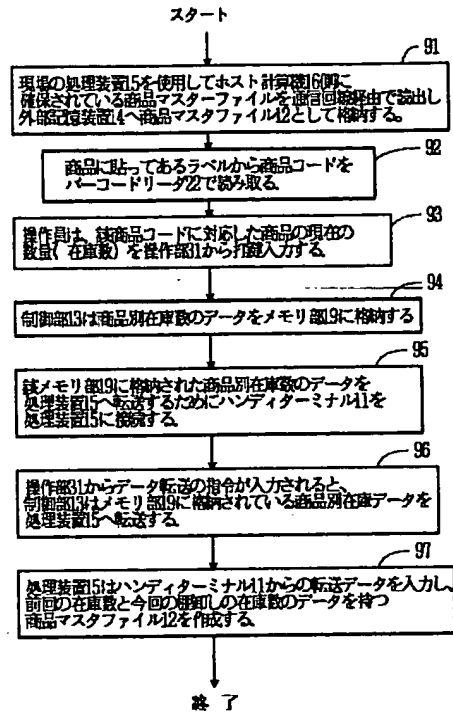 スタート
91
現場の処理装置15を使用してホスト計算機16側に
確保されている商品マスターファイルを通信回線経由で読出し
外部記憶装置14へ商品マスタファイル12として格納する。
92
商品に貼ってあるラベルから商品コードを
バーコードリーダ22で読み取る.
93
操作員は、該商品コードに対応した商品の現在の
数量(在庫数)を操作部31から打鍵入力する。
94
制御部13は商品別在庫数のデータをメモリ部19に格納する
95
該メモリ部19に格納された商品別在庫数のデータを
処理装置15へ転送するためにハンディターミナル11を
処理装置15に接続する。
96
操作部31からデータ転送の指令が入力されると、
制御部13はメモリ部19に格納されている商品別在庫データを
処理装置15へ転送する。
97
処理装置15はハンディターミナル11からの転送データを入力し、
前回の在庫数と今回の棚卸しの在庫数のデータを持つ
商品マスタファイル12を作成する。
終 了